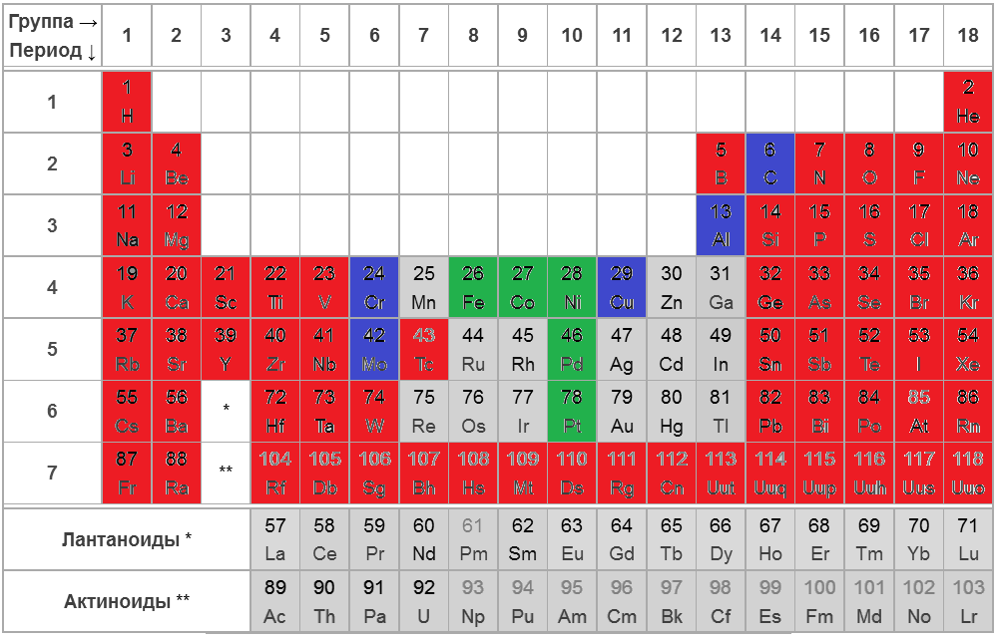 Группа → 1 2 3 4 5 6 7 8 9 10 11 12 13 14 15 16 17 18
Период ↓
1 1 2
H He
2 3 4 5 6 7 8 9 10
Li Be B C N O F Ne
3 11 12 13 14 15 16 17 18
Na Mg Al Si P S Cl Ar
4 19 20 21 22 23 24 25 26 27 28 29 30 31 32 33 34 35 36
K Ca Sc Ti V Cr Mn Fe Co Ni Cu Zn Ga Ge As Se Br Kr
5 37 38 39 40 41 42 43 44 45 46 47 48 49 50 51 52 53 54
Rb Sr Y Zr Nb Mo Tc Ru Rh Pd Ag Cd In Sn Sb Te I Xe
6 55 56 * 72 73 74 75 76 77 78 79 80 81 82 83 84 85 86
Cs Ba Hf Ta W Re Os Ir Pt Au Hg Tl Pb Bi Po At Rn
7 87 88 ** 104 105 106 107 108 109 110 111 112 113 114 115 116 117 118
Fr Ra Rf Db Sg Bh Hs Mt Ds Rg Cn Uut Uuq Uup Uuh Uus Uuo
Лантаноиды * 57 58 59 60 61 62 63 64 65 66 67 68 69 70 71
La Ce Pr Nd Pm Sm Eu Gd Tb Dy Ho Er Tm Yb Lu
Актиноиды ** 89 90 91 92 93 94 95 96 97 98 99 100 101 102 103
Ac Th Pa U Np Pu Am Cm Bk Cf Es Fm Md No Lr